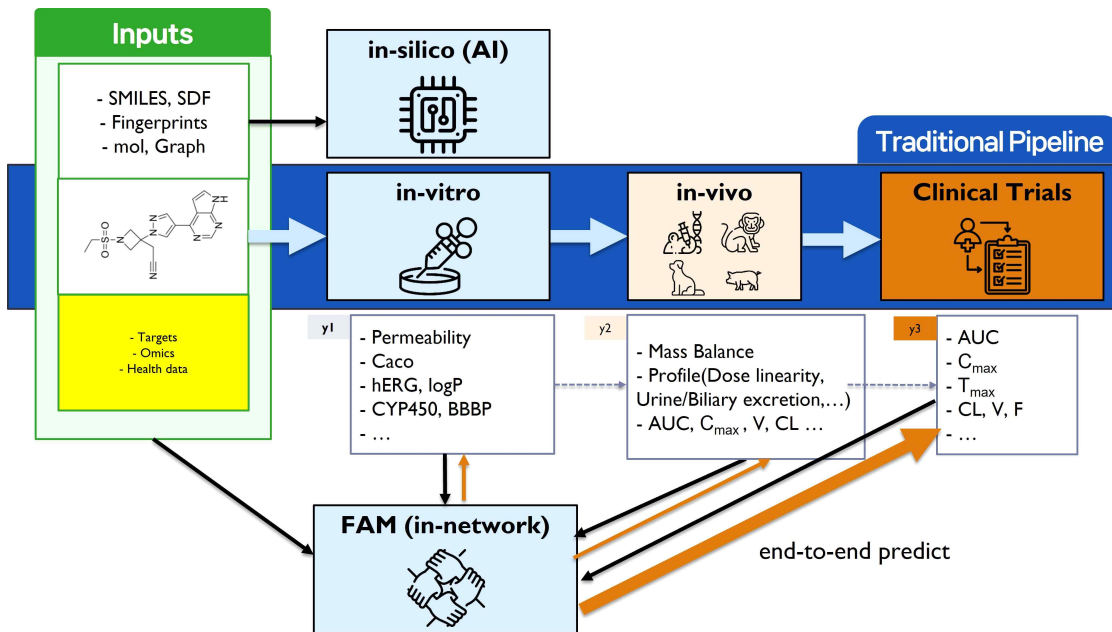 Inputs
in-silico (AI)
- SMILES, SDF
- Fingerprints
- mol, Graph
Traditional Pipeline
in-vitro
in-vivo
Clinical Trials
H
N
N
N
N
N
N
O
S
O
N
- Targets
- Omics
- Health data
y1
- Permeability
- Caco
- hERG, logP
- CYP450, BBBP
- …
y2
- Mass Balance
- Profile(Dose linearity,
Urine/Biliary excretion,…)
- AUC, Cmax , V, CL …
y3
- AUC
- Cmax
- Tmax
- CL, V, F
- …
FAM (in-network)
end-to-end predict